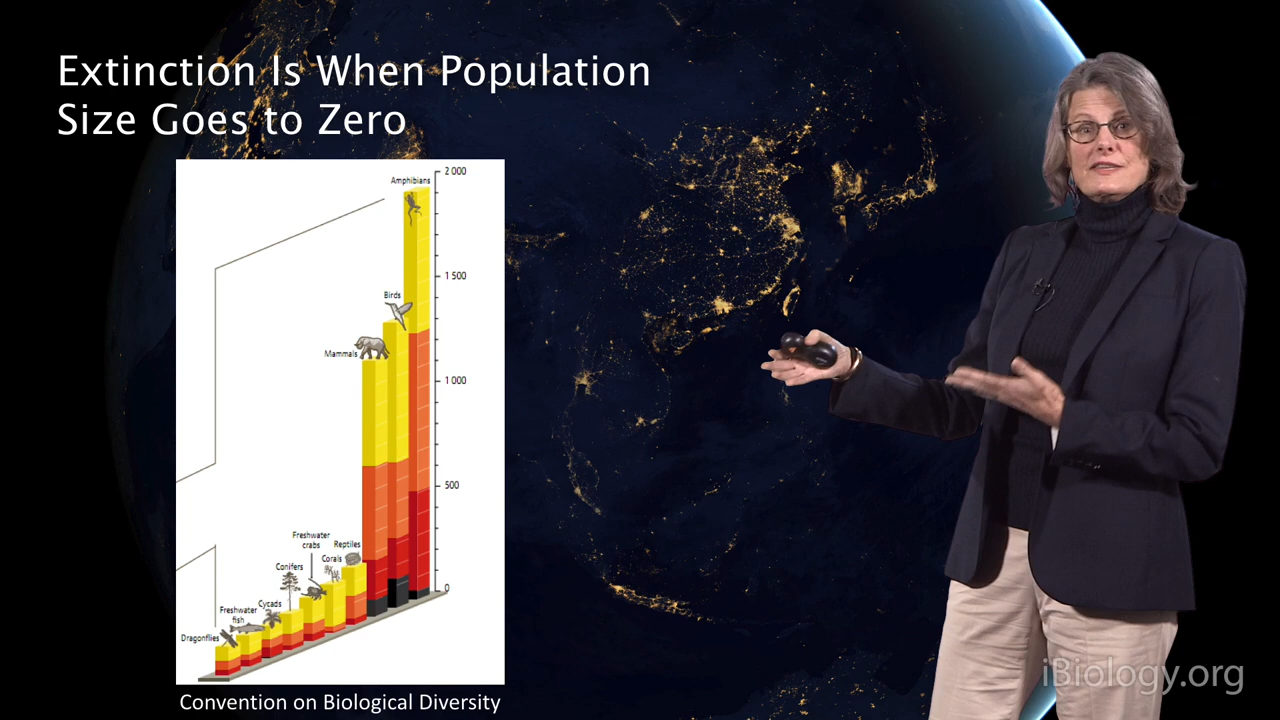 Extinction Is When Population
Size Goes to Zero
2 000
Amphibians
1 500
Birds
Mammals
1 000
500
Freshwater
crabs
Reptiles
Corals
Conifers
0
Cycads
Freshwater
fish
Dragonflies
Convention on Biological Diversity
iBiology.org